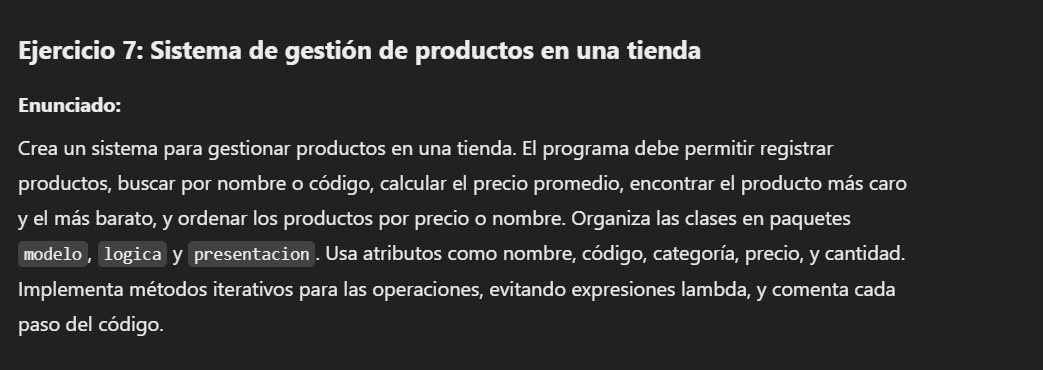 Ejercicio 7: Sistema de gestión de productos en una tienda
Enunciado:
Crea un sistema para gestionar productos en una tienda. El programa debe permitir registrar
productos, buscar por nombre o código, calcular el precio promedio, encontrar el producto más caro
y el más barato, y ordenar los productos por precio o nombre. Organiza las clases en paquetes
modelo, logica y presentacion. Usa atributos como nombre, código, categoría, precio, y cantidad.
Implementa métodos iterativos para las operaciones, evitando expresiones lambda, y comenta cada
paso del código.